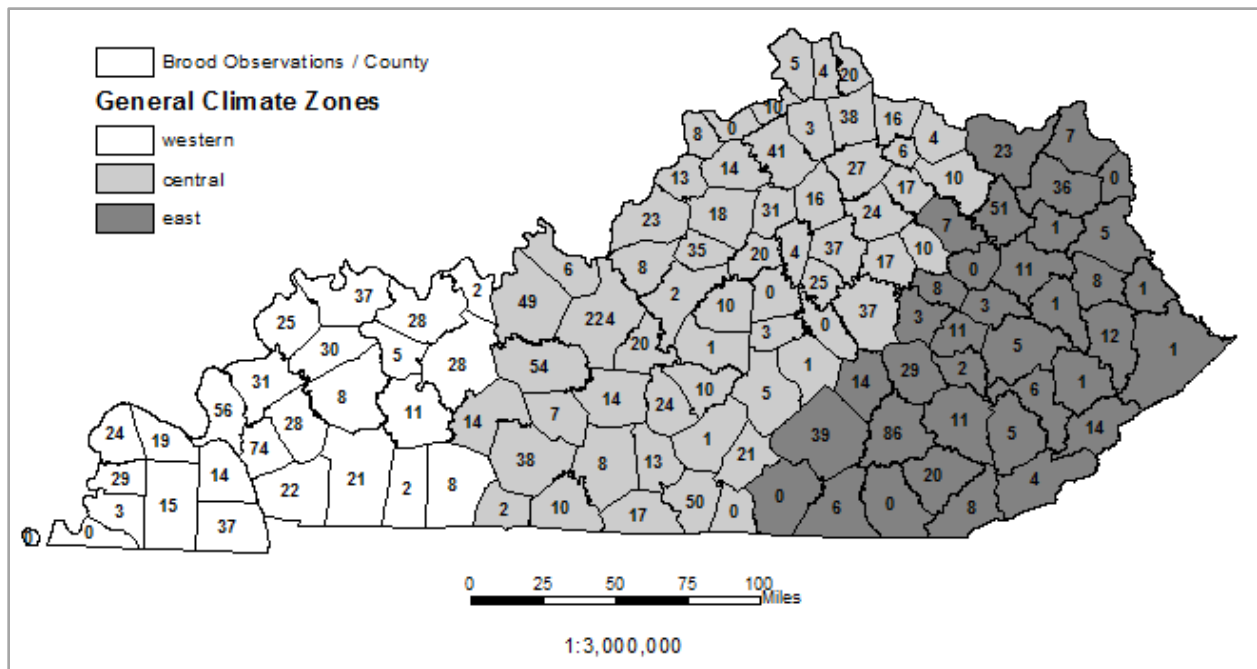 Brood Observations / County
General Climate Zones
western
central
east
5 4 20
10
8 0 3 38 16 4 7
41 6 23
13 14 27 17 10 36 0
23 18 31 16 24 7 51 1 5
8 35 20 4 37 17 10 0 11
37 2 49 6 2 0 25 8 8 1
25 28 224 10 0 37 3 3 1
30 5 20 1 3 11 5 12 1
31 28 54 1 14 29 2
8 14 24 10 5 6 1
56 28 11 14 7 11
24 19 74 1 39 86 5 14
14 38 8 13 21
29 22 21 2 8 20 4
3 15 2 10 17 50 0 0 6 0 8
0 0 37
0 25 50 75 100
Miles
1:3,000,000